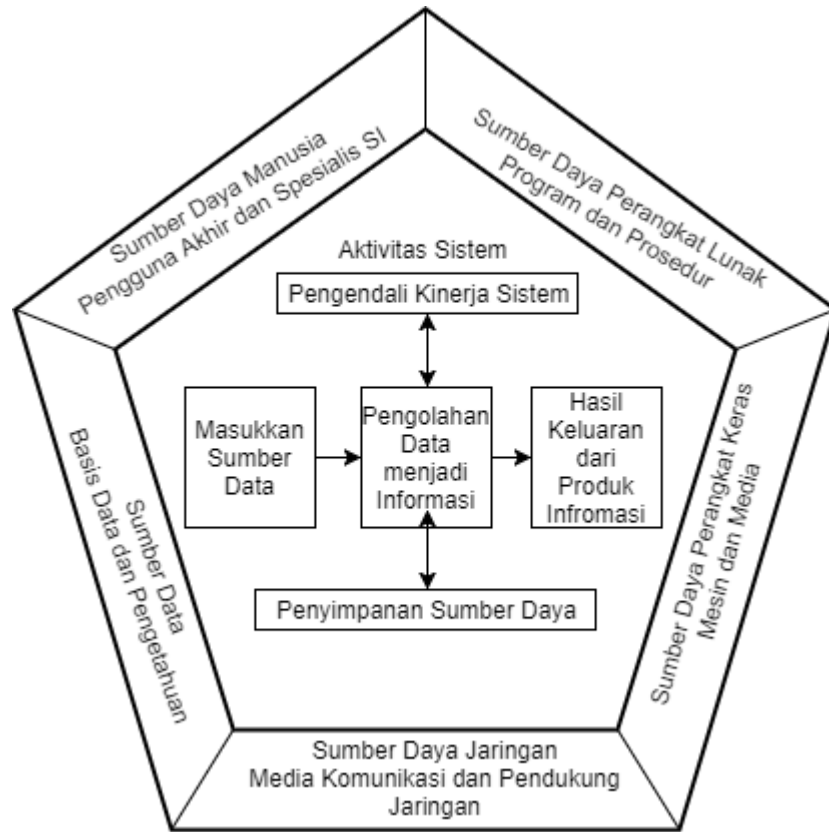 Sumber Daya Manusia
Pengguna Akhir dan Spesialis SI
Sumber Daya Perangkat Lunak
Program dan Prosedur
Aktivitas Sistem
Pengendali Kinerja Sistem
Masukkan
Sumber
Data
Pengolahan
Data
menjadi
Informasi
Hasil
Keluaran
dari
Produk
Infromasi
Penyimpanan Sumber Daya
Sumber Data
Basis Data dan Pengetahuan
Sumber Daya Perangkat Keras
Mesin dan Media
Sumber Daya Jaringan
Media Komunikasi dan Pendukung
Jaringan